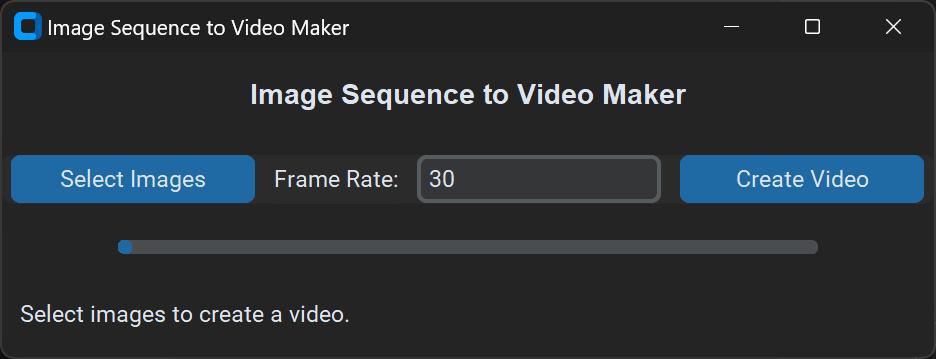 Image Sequence to Video Maker
Image Sequence to Video Maker
Select Images Frame Rate: 30 Create Video
Select images to create a video.